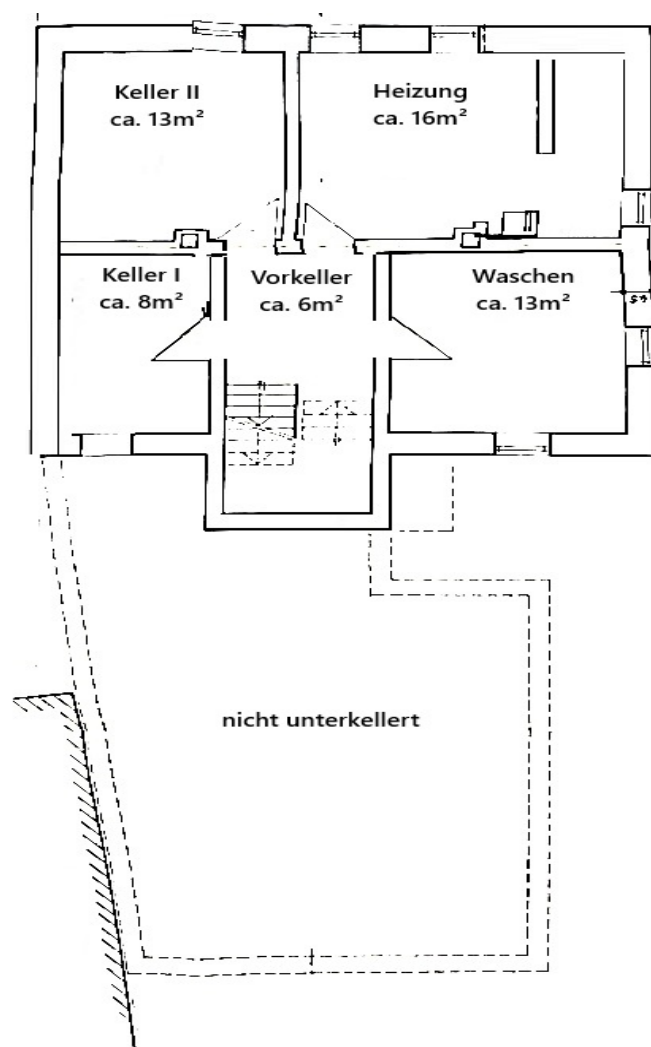 Keller II
ca. 13m²
Heizung
ca. 16m²
Keller I
ca. 8m²
Vorkeller
ca. 6m²
Waschen
ca. 13m²
nicht unterkellert